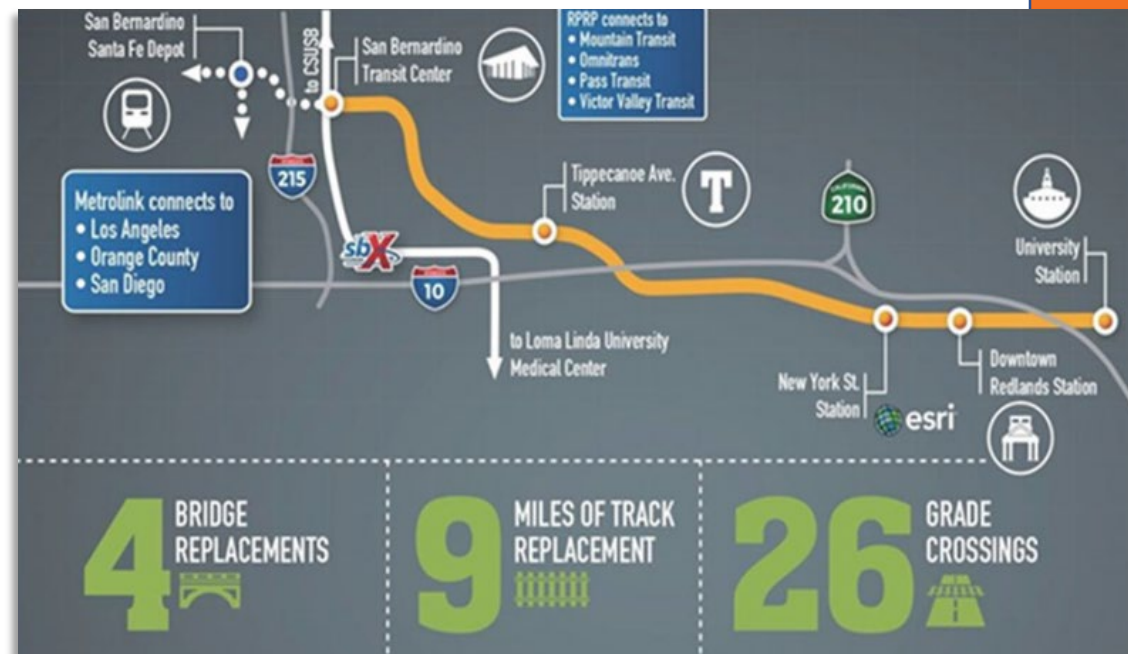 San Bernardino
Santa Fe Depot
to CSUSB
San Bernardino
Transit Center
RPRP connects to
• Mountain Transit
• Omnitrans
• Pass Transit
• Victor Valley Transit
INTERSTATE
215
Metrolink connects to
• Los Angeles
• Orange County
• San Diego
sbX
INTERSTATE
10
Tippecanoe Ave.
Station
T
CALIFORNIA
210
University
Station
to Loma Linda University
Medical Center
New York St.
Station
esri
Downtown
Redlands Station
4 BRIDGE
REPLACEMENTS
9 MILES OF TRACK
REPLACEMENT
26 GRADE
CROSSINGS